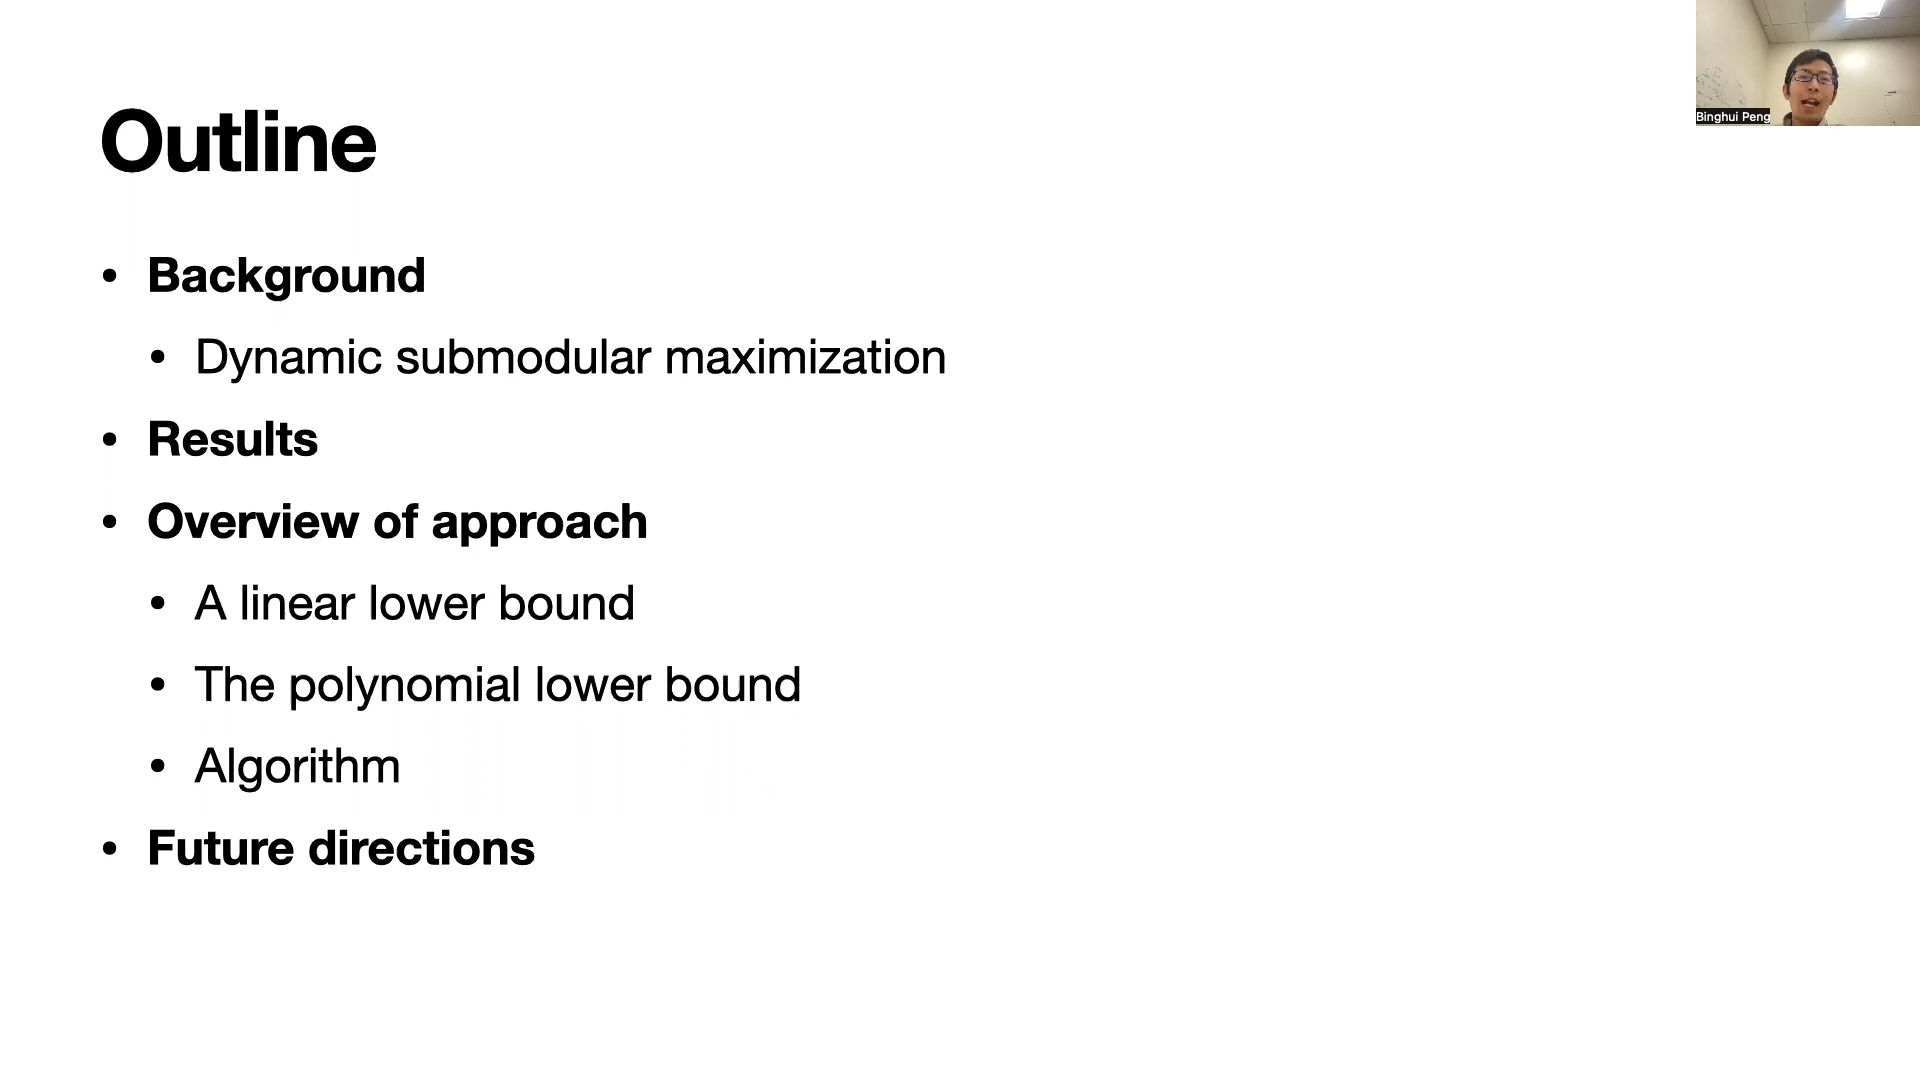 Outline
• Background
• Dynamic submodular maximization
• Results
• Overview of approach
• A linear lower bound
• The polynomial lower bound
• Algorithm
• Future directions
Binghui Peng